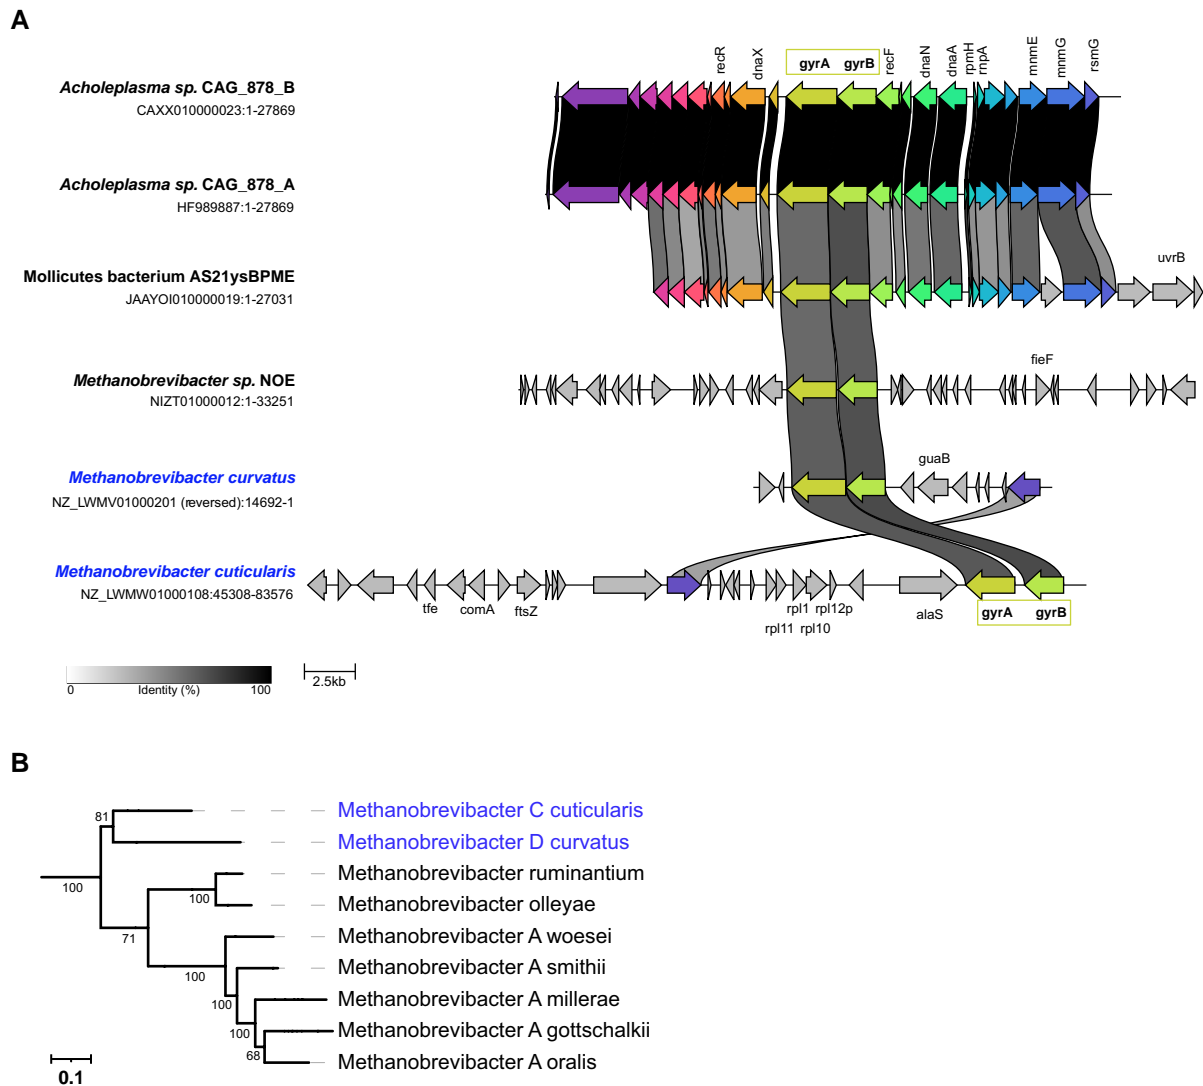 A
recR
dnaX
gyrA gyrB
recF
dnaN
dnaA
rpmH
rnpA
mnmE
mnmG
rsmG
Acholeplasma sp. CAG_878_B
CAXX010000023:1-27869
Acholeplasma sp. CAG_878_A
HF989887:1-27869
Mollicutes bacterium AS21ysBPME
JAAYOI010000019:1-27031
uvrB
Methanobrevibacter sp. NOE
NIZT01000012:1-33251
fieF
Methanobrevibacter curvatus
NZ_LWMV01000201 (reversed):14692-1
guaB
Methanobrevibacter cuticularis
NZ_LWMW01000108:45308-83576
tfe
comA
ftsZ
rpl1 rpl12p
rpl11 rpl10
alaS
gyrA gyrB
0 Identity (%) 100
2.5kb
B
81
Methanobrevibacter C cuticularis
Methanobrevibacter D curvatus
100
Methanobrevibacter ruminantium
100
Methanobrevibacter olleyae
71
Methanobrevibacter A woesei
100
Methanobrevibacter A smithii
100
Methanobrevibacter A millerae
100
Methanobrevibacter A gottschalkii
68
Methanobrevibacter A oralis
0.1